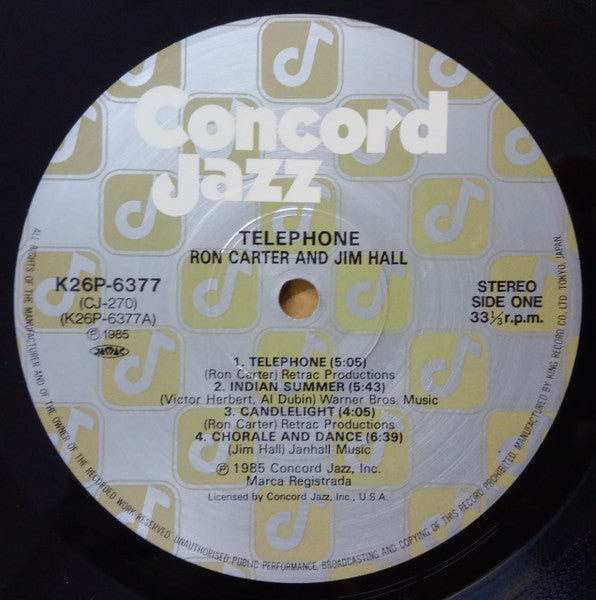 Concord
Jazz
TELEPHONE
RON CARTER AND JIM HALL
K26P-6377
(CJ-270)
(K26P-6377A)
℗ 1985
JASRAC
STEREO
SIDE ONE
33⅓ r.p.m.
1. TELEPHONE (5:05)
(Ron Carter) Retrac Productions
2. INDIAN SUMMER (5:43)
(Victor Herbert, Al Dubin) Warner Bros. Music
3. CANDLELIGHT (4:05)
(Ron Carter) Retrac Productions
4. CHORALE AND DANCE (6:39)
(Jim Hall) Janhall Music
℗ 1985 Concord Jazz, Inc.
Marca Registrada
Licensed by Concord Jazz, Inc., U.S.A.
ALL RIGHTS OF THE MANUFACTURER AND OF THE OWNER OF THE RECORDED WORK RESERVED. UNAUTHORISED PUBLIC PERFORMANCE, BROADCASTING AND COPYING OF THIS RECORD PROHIBITED. MANUFACTURED BY KING RECORD CO., LTD. TOKYO, JAPAN.